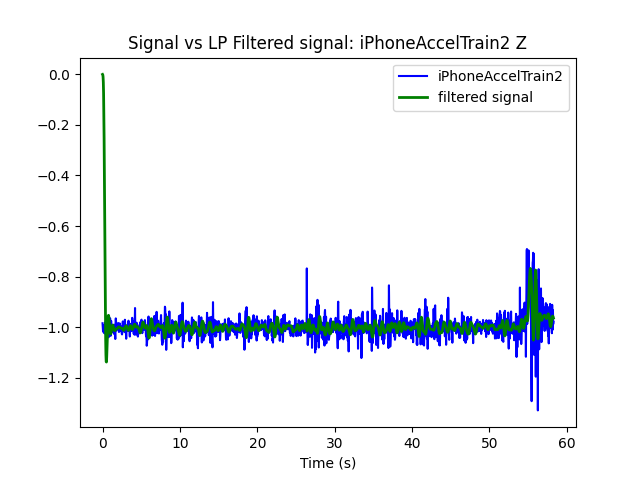 Signal vs LP Filtered signal: iPhoneAccelTrain2 Z
iPhoneAccelTrain2
filtered signal
0.0
−0.2
−0.4
−0.6
−0.8
−1.0
−1.2
0 10 20 30 40 50 60
Time (s)